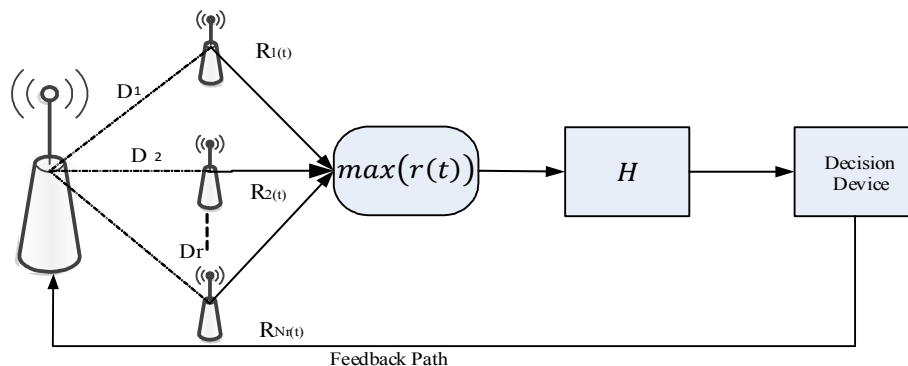 R1(t)
D1
D 2
R2(t)
Dr
RNr(t)
max(r(t))
H
Decision
Device
Feedback Path